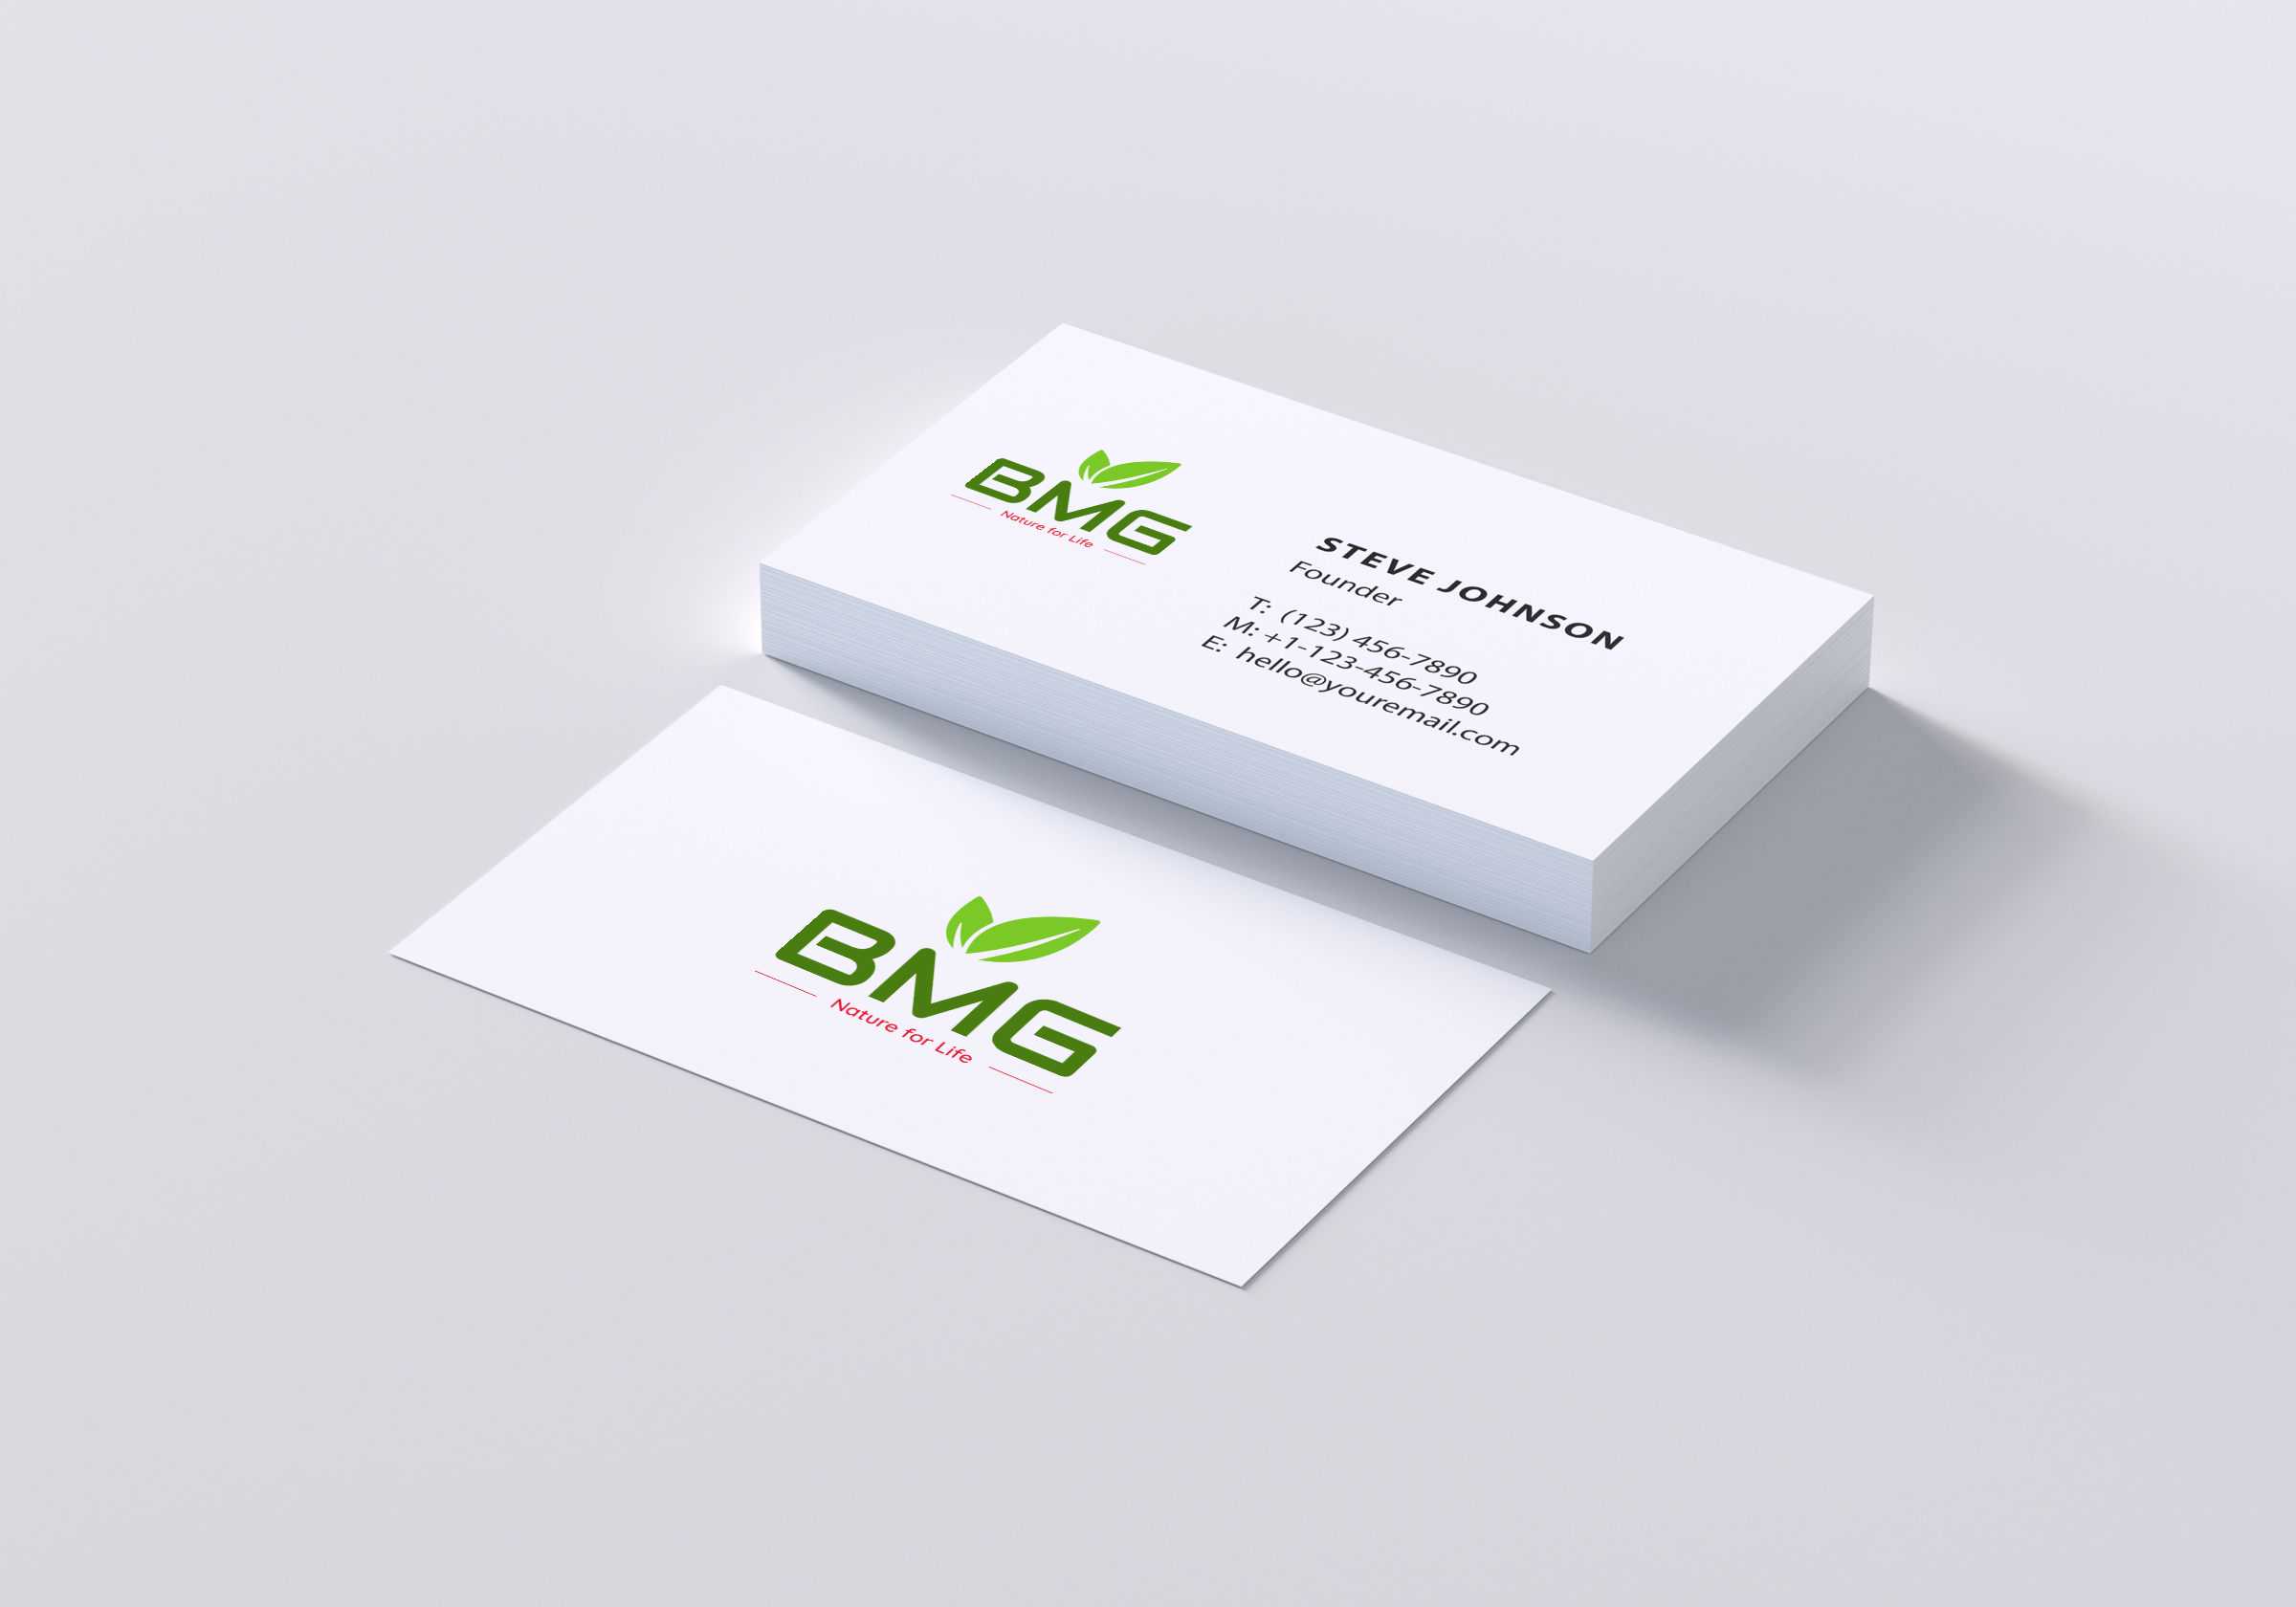 BMG
Nature for Life
STEVE JOHNSON
Founder
T: (123) 456-7890
M: +1-123-456-7890
E: hello@youremail.com
BMG
Nature for Life